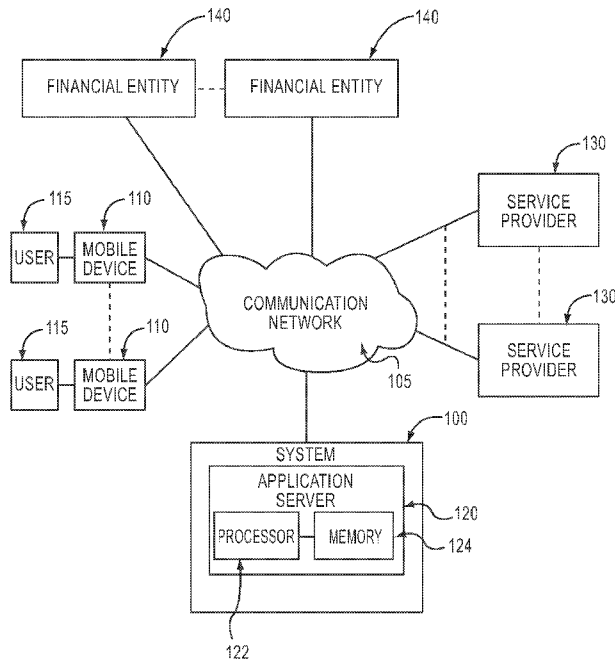 140
140
FINANCIAL ENTITY
FINANCIAL ENTITY
130
SERVICE
PROVIDER
115
110
USER
MOBILE
DEVICE
COMMUNICATION
NETWORK
130
115
110
USER
MOBILE
DEVICE
105
SERVICE
PROVIDER
100
SYSTEM
APPLICATION
SERVER
120
PROCESSOR
MEMORY
124
122